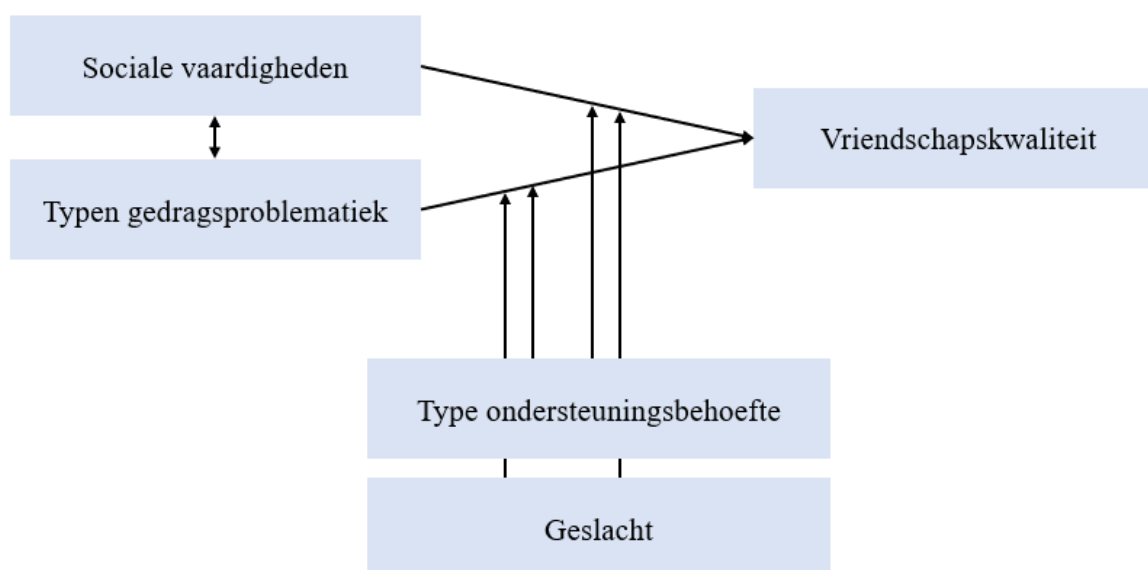 Sociale vaardigheden
Typen gedragsproblematiek
Vriendschapskwaliteit
Type ondersteuningsbehoefte
Geslacht